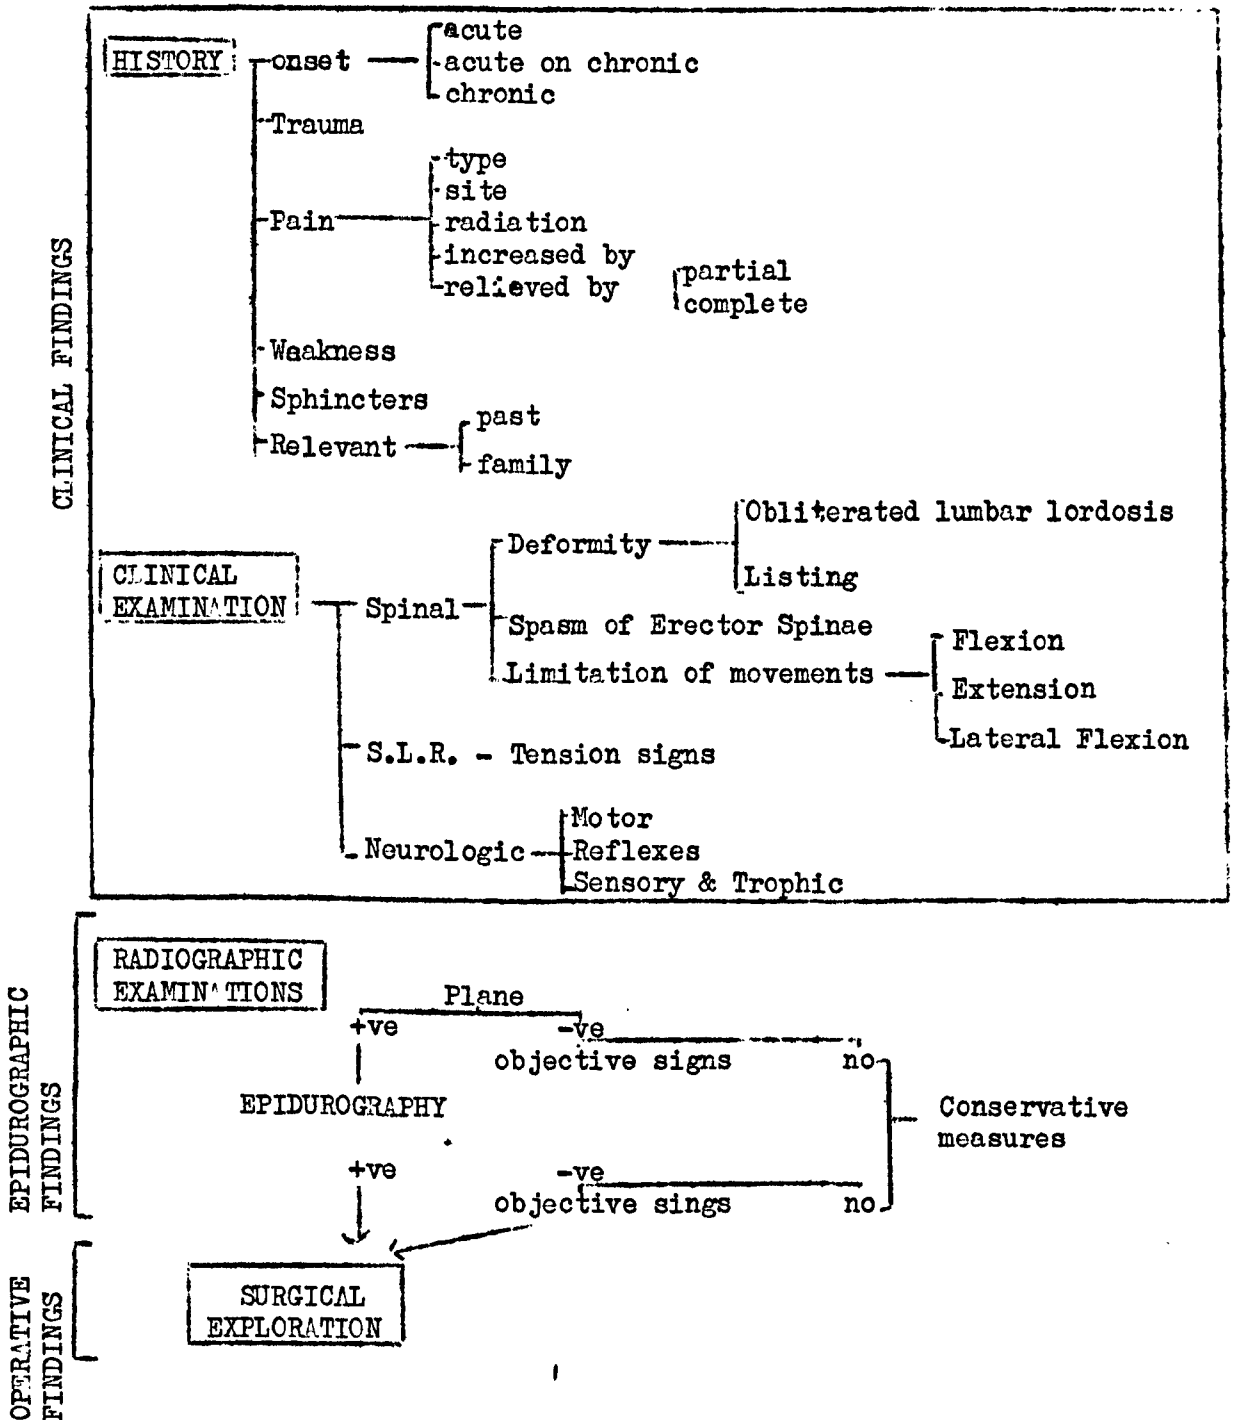 CLINICAL FINDINGS
HISTORY
onset
acute
acute on chronic
chronic
Trauma
Pain
type
site
radiation
increased by
relieved by
partial
complete
Waakness
Sphincters
Relevant
past
family
CLINICAL
EXAMINATION
Spinal
Deformity
Obliterated lumbar lordosis
Listing
Spasm of Erector Spinae
Limitation of movements
Flexion
Extension
Lateral Flexion
S.L.R. - Tension signs
Neurologic
Motor
Reflexes
Sensory & Trophic
EPIDUROGRAPHIC
FINDINGS
RADIOGRAPHIC
EXAMINATIONS
Plane
+ve
-ve
objective signs
no
EPIDUROGRAPHY
Conservative
measures
+ve
-ve
objective sings
no
OPERATIVE
FINDINGS
SURGICAL
EXPLORATION